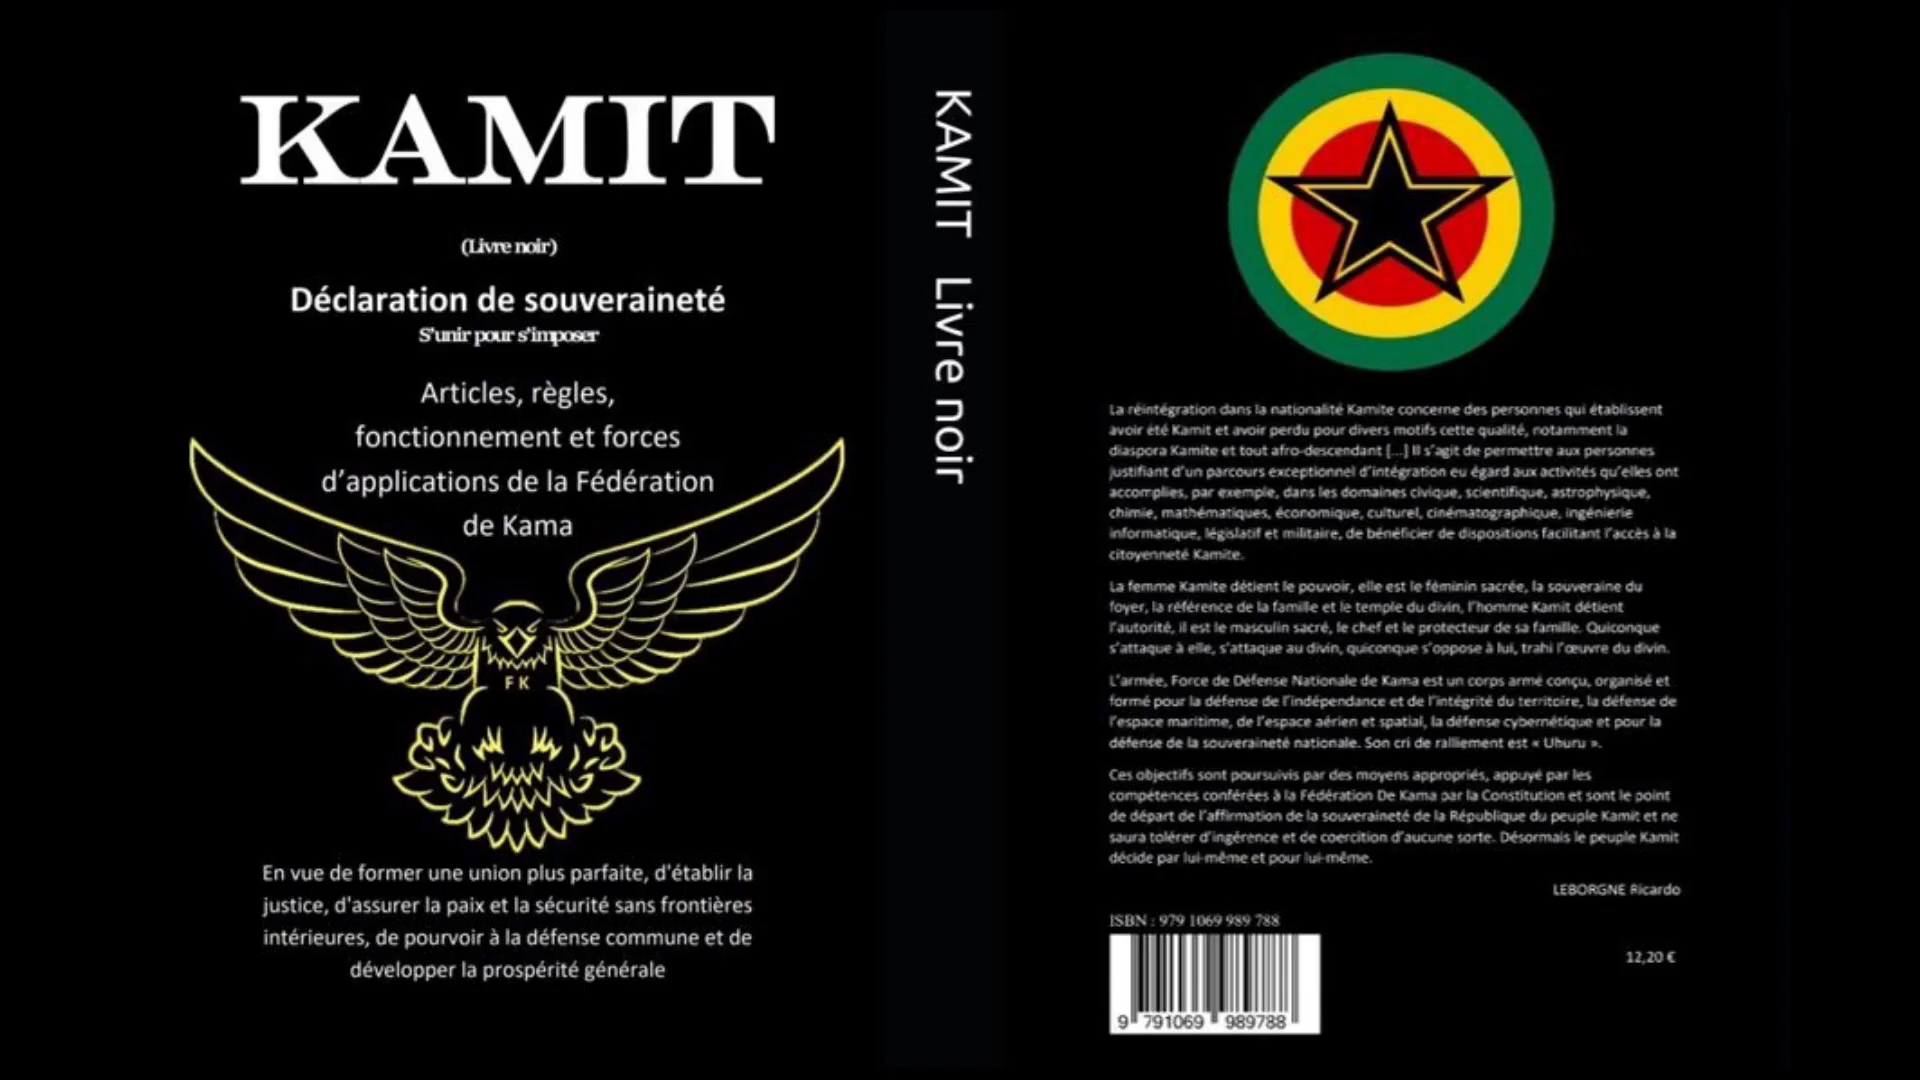 KAMIT
(Livre noir)
Déclaration de souveraineté
S'unir pour s'imposer
Articles, règles,
fonctionnement et forces
d'applications de la Fédération
de Kama
F K
En vue de former une union plus parfaite, d'établir la
justice, d'assurer la paix et la sécurité sans frontières
intérieures, de pourvoir à la défense commune et de
développer la prospérité générale
KAMIT Livre noir
La réintégration dans la nationalité Kamite concerne des personnes qui établissent
avoir été Kamit et avoir perdu pour divers motifs cette qualité, notamment la
diaspora Kamite et tout afro-descendant [...] Il s'agit de permettre aux personnes
justifiant d'un parcours exceptionnel d'intégration eu égard aux activités qu'elles ont
accomplies, par exemple, dans les domaines civique, scientifique, astrophysique,
chimie, mathématiques, économique, culturel, cinématographique, ingénierie
informatique, législatif et militaire, de bénéficier de dispositions facilitant l'accès à la
citoyenneté Kamite.
La femme Kamite détient le pouvoir, elle est le féminin sacrée, la souveraine du
foyer, la référence de la famille et le temple du divin, l'homme Kamit détient
l'autorité, il est le masculin sacré, le chef et le protecteur de sa famille. Quiconque
s'attaque à elle, s'attaque au divin, quiconque s'oppose à lui, trahi l'œuvre du divin.
L'armée, Force de Défense Nationale de Kama est un corps armé conçu, organisé et
formé pour la défense de l'indépendance et de l'intégrité du territoire, la défense de
l'espace maritime, de l'espace aérien et spatial, la défense cybernétique et pour la
défense de la souveraineté nationale. Son cri de ralliement est « Uhuru ».
Ces objectifs sont poursuivis par des moyens appropriés, appuyé par les
compétences conférées à la Fédération De Kama par la Constitution et sont le point
de départ de l'affirmation de la souveraineté de la République du peuple Kamit et ne
saura tolérer d'ingérence et de coercition d'aucune sorte. Désormais le peuple Kamit
décide par lui-même et pour lui-même.
LEBORGNE Ricardo
ISBN : 979 1069 989 788
12,20 €
9 791069 989788